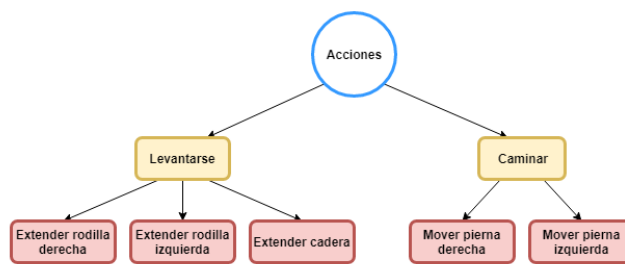 Acciones
Levantarse
Caminar
Extender rodilla
derecha
Extender rodilla
izquierda
Extender cadera
Mover pierna
derecha
Mover pierna
izquierda